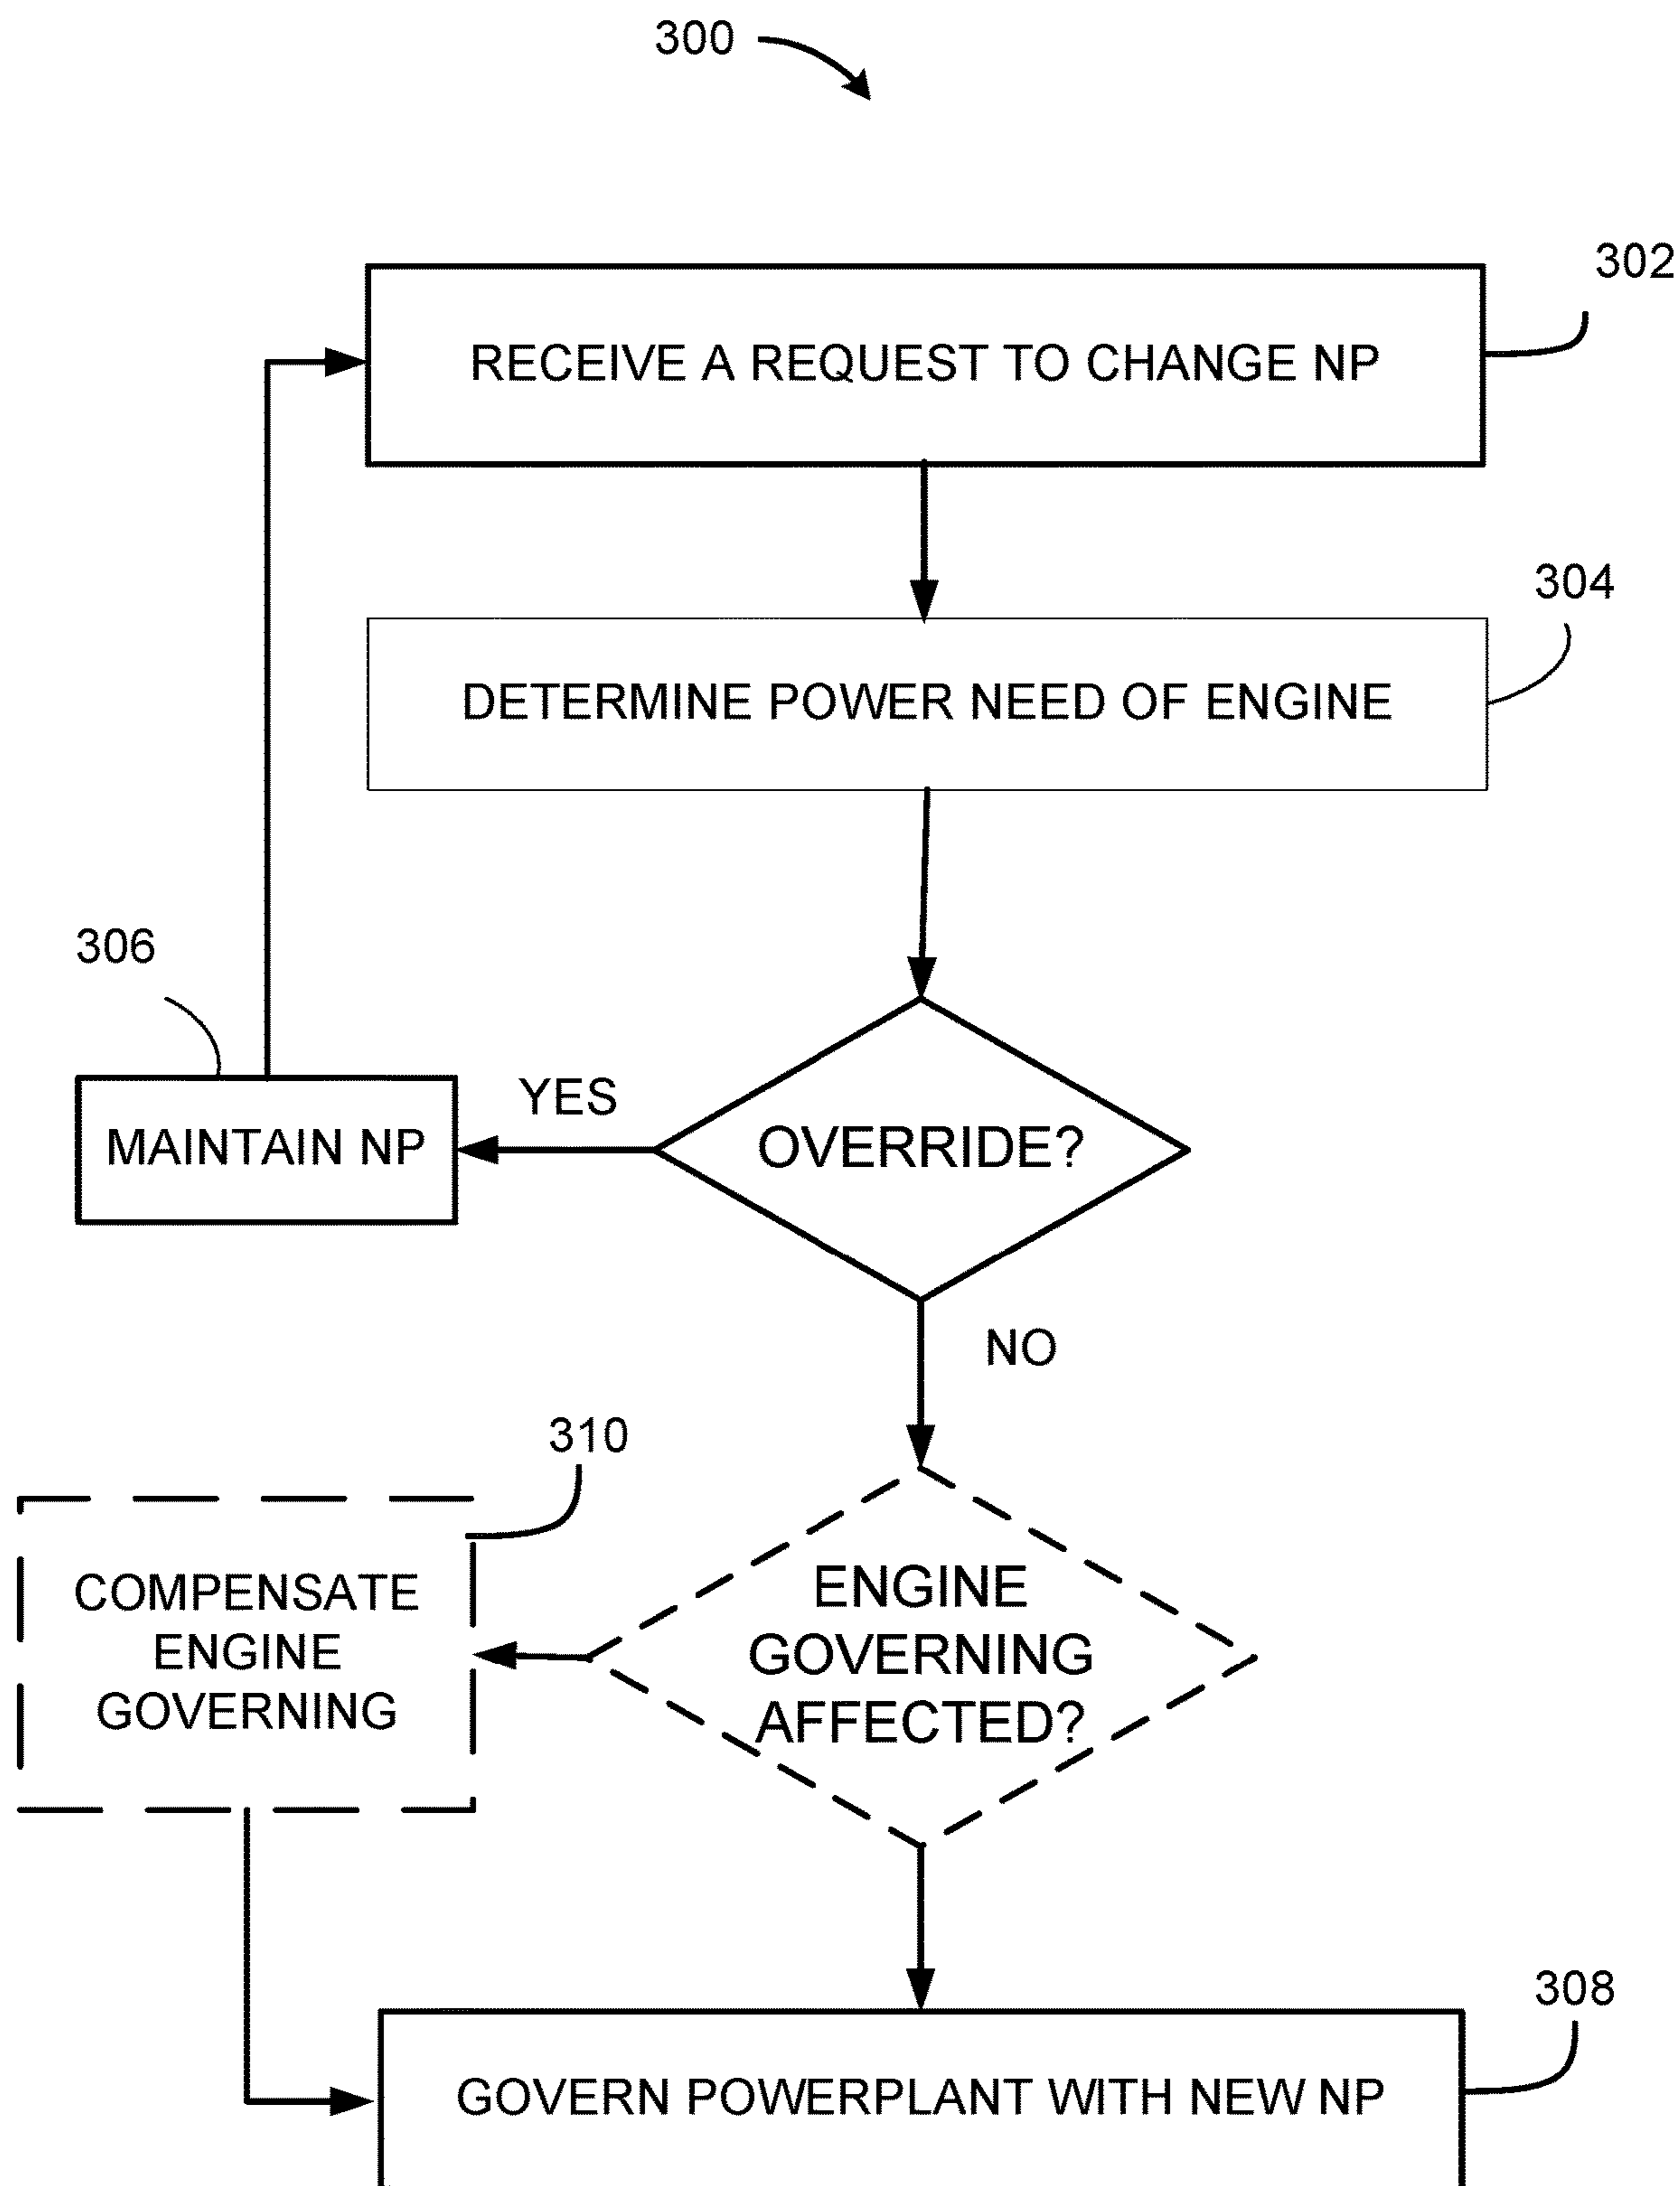 300
302
RECEIVE A REQUEST TO CHANGE NP
304
DETERMINE POWER NEED OF ENGINE
306
YES
MAINTAIN NP
OVERRIDE?
NO
310
COMPENSATE
ENGINE
GOVERNING
ENGINE
GOVERNING
AFFECTED?
308
GOVERN POWERPLANT WITH NEW NP